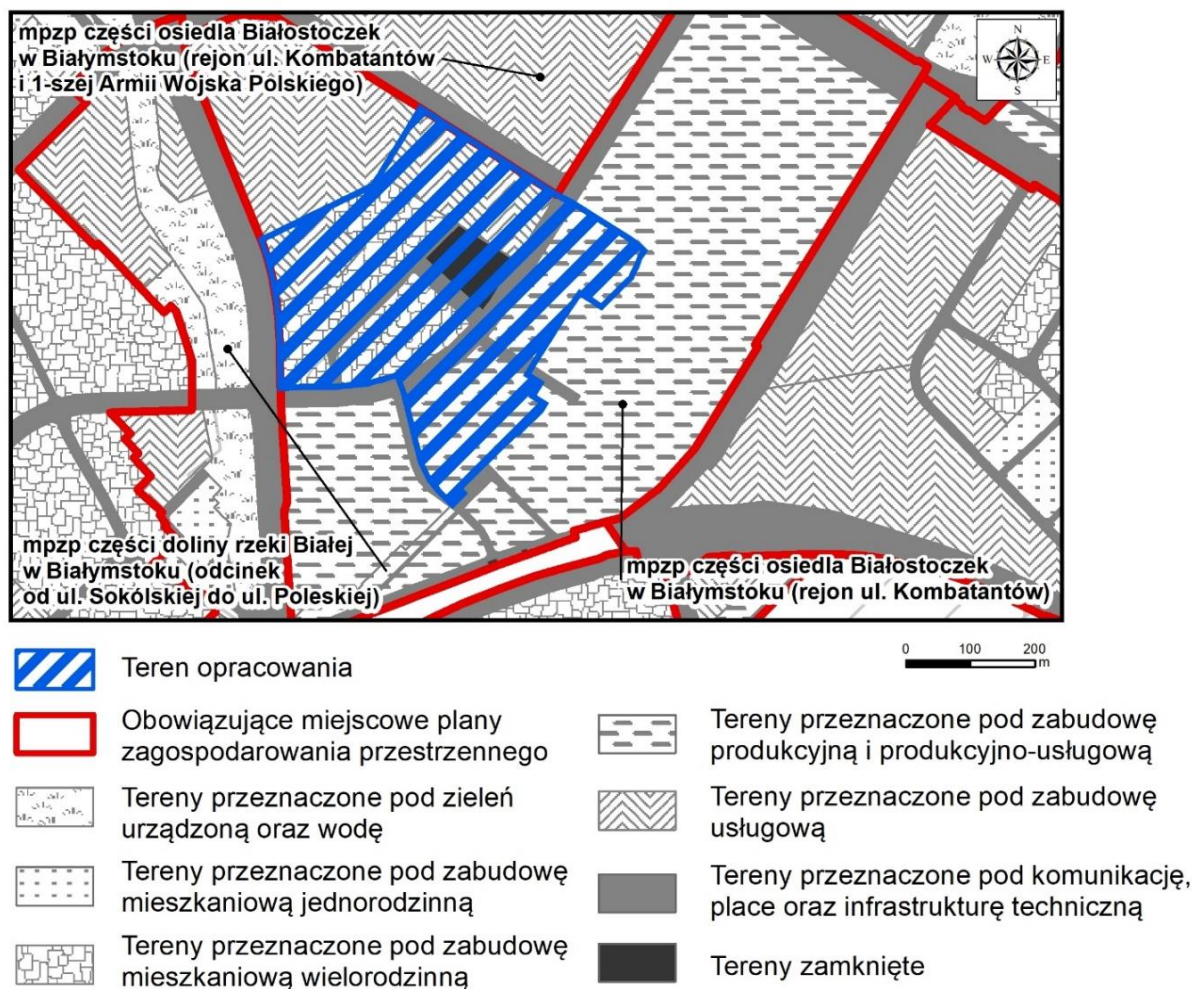 mpzp części osiedla Białostoczek
w Białymstoku (rejon ul. Kombatantów
i 1-szej Armii Wojska Polskiego)
N
W E
S
mpzp części doliny rzeki Białej
w Białymstoku (odcinek
od ul. Sokólskiej do ul. Poleskiej)
mpzp części osiedla Białostoczek
w Białymstoku (rejon ul. Kombatantów)
0 100 200
m
Teren opracowania
Obowiązujące miejscowe plany
zagospodarowania przestrzennego
Tereny przeznaczone pod zieleń
urządzoną oraz wodę
Tereny przeznaczone pod zabudowę
mieszkaniową jednorodzinną
Tereny przeznaczone pod zabudowę
mieszkaniową wielorodzinną
Tereny przeznaczone pod zabudowę
produkcyjną i produkcyjno-usługową
Tereny przeznaczone pod zabudowę
usługową
Tereny przeznaczone pod komunikację,
place oraz infrastrukturę techniczną
Tereny zamknięte